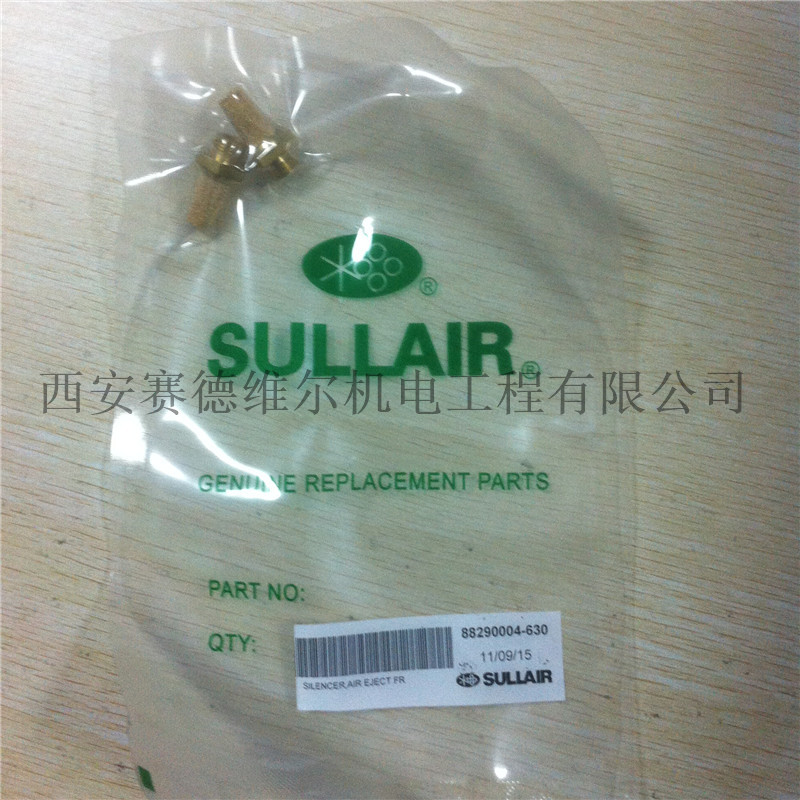 ®
SULLAIR®
西安赛德维尔机电工程有限公司
GENUINE REPLACEMENT PARTS
PART NO:
QTY:
88290004-630
11/09/15
SILENCER,AIR EJECT FR
SULLAIR